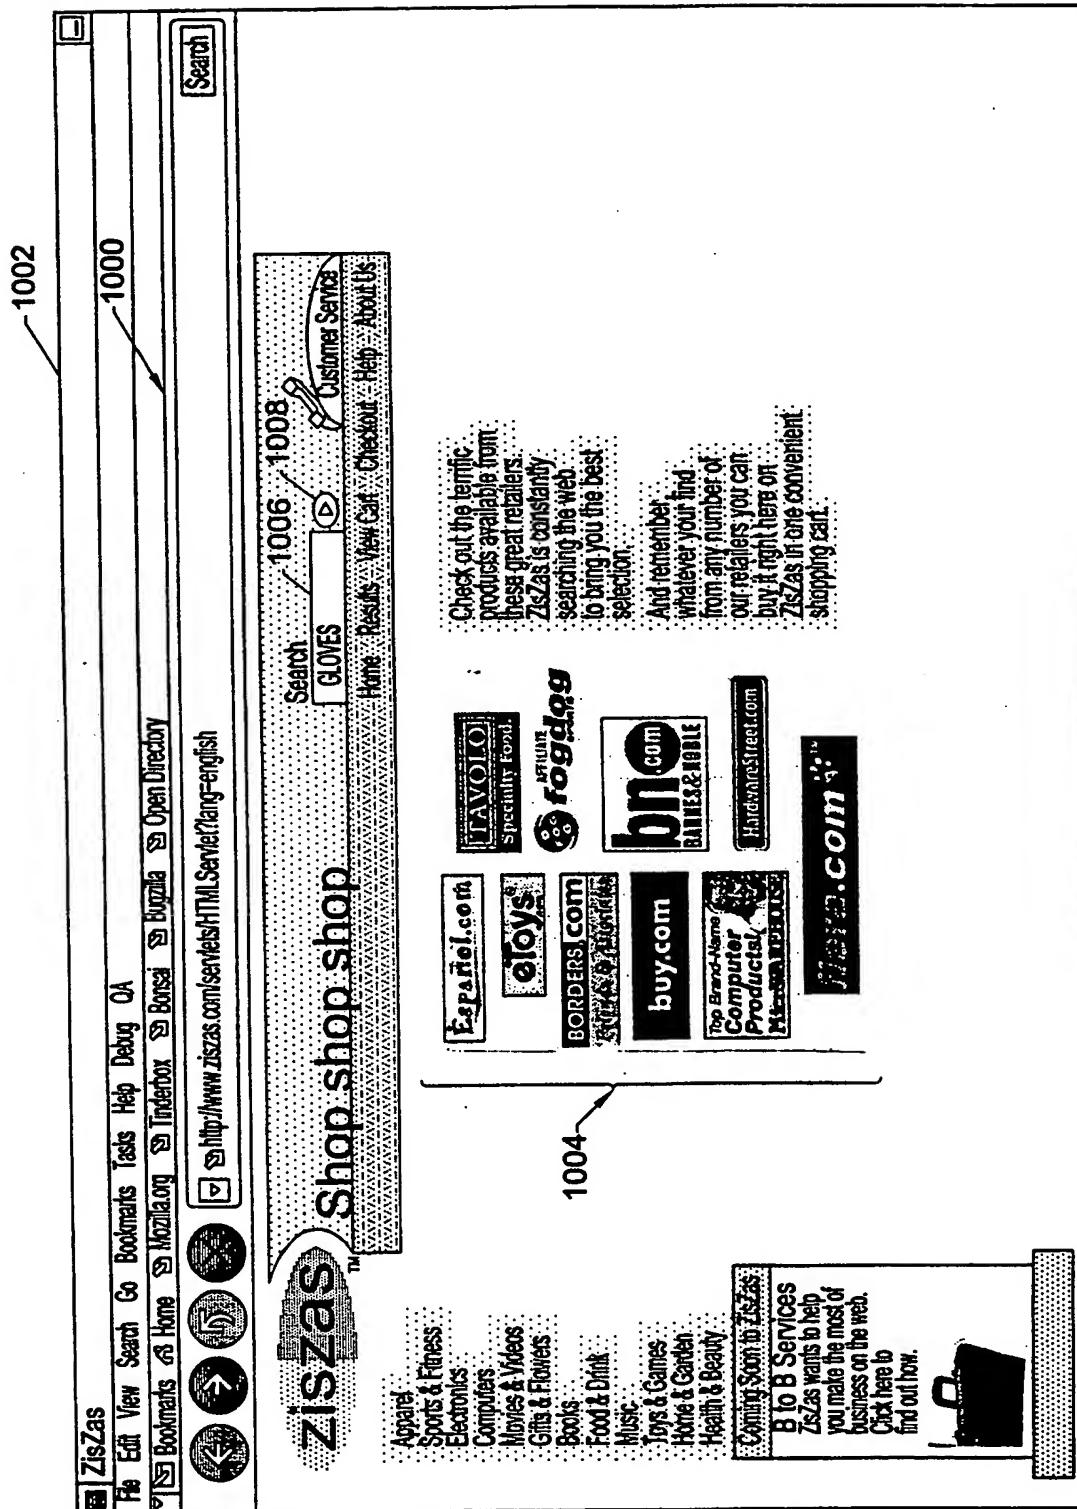 1002
ZisZas
File Edit View Search Go Bookmarks Tasks Help Debug QA
1000
Bookmarks Home Mozilla.org Tinderbox Bonsai Bugzilla Open Directory
http://www.ziszas.com/servlets/HTMLServlet?lang=english
Search
ziszas
TM
Shop shop shop
Search
GLOVES
1006
1008
Customer Service
Home Results View Cart Checkout Help About Us
Apparel
Sports & Fitness
Electronics
Computers
Movies & Videos
Gifts & Flowers
Books
Food & Drink
Music
Toys & Games
Home & Garden
Health & Beauty
Coming Soon to ZisZas
B to B Services
ZisZas wants to help
you make the most of
business on the web.
Click here to
find out how.
1004
Español.com
TAVOLO
Specialty Food.
eToys
AFFILIATE
fogdog
SPORTS
BORDERS.com
bn.com
BARNES & NOBLE
buy.com
Top Brand-Name
Computer
Products!
HardwareStreet.com
.com
Check out the terrific
products available from
these great retailers.
ZisZas is constantly
searching the web
to bring you the best
selection.
And remember
whatever your find
from any number of
our retailers you can
buy it right here on
ZisZas in one convenient
shopping cart.